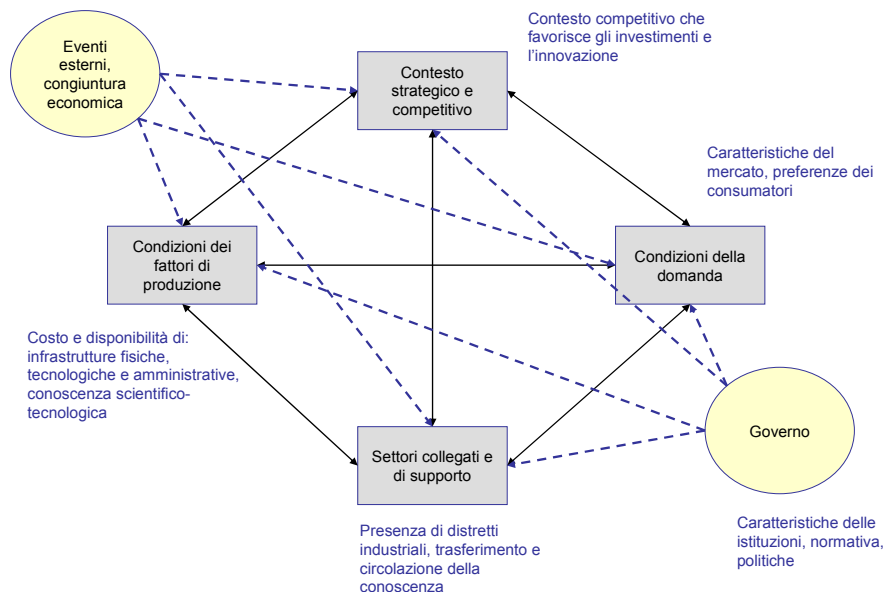 Contesto competitivo che
favorisce gli investimenti e
l'innovazione
Eventi
esterni,
congiuntura
economica
Contesto
strategico e
competitivo
Caratteristiche del
mercato, preferenze dei
consumatori
Condizioni dei
fattori di
produzione
Condizioni della
domanda
Costo e disponibilità di:
infrastrutture fisiche,
tecnologiche e amministrative,
conoscenza scientifico-
tecnologica
Governo
Settori collegati e
di supporto
Presenza di distretti
industriali, trasferimento e
circolazione della
conoscenza
Caratteristiche delle
istituzioni, normativa,
politiche